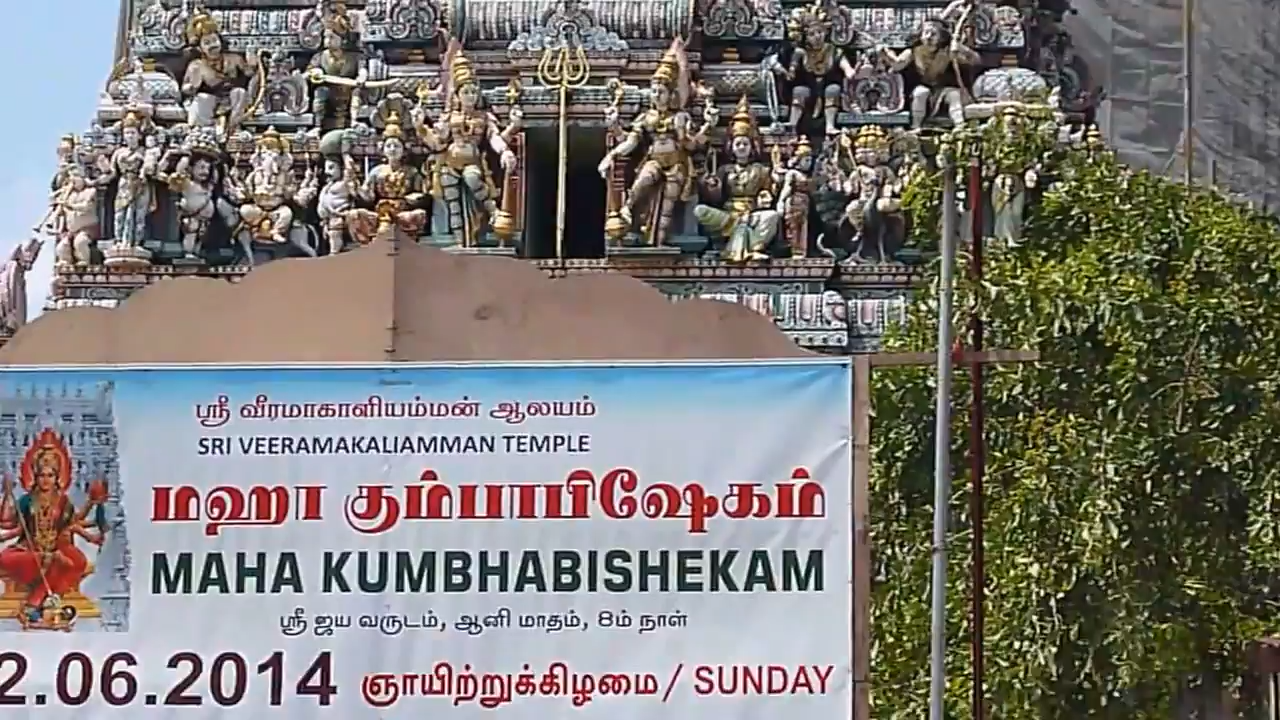 ஸ்ரீ வீரமாகாளியம்மன் ஆலயம்
SRI VEERAMAKALIAMMAN TEMPLE
மஹா கும்பாபிஷேகம்
MAHA KUMBHABISHEKAM
ஸ்ரீ ஜய வருடம், ஆனி மாதம், 8ம் நாள்
2.06.2014 ஞாயிற்றுக்கிழமை / SUNDAY